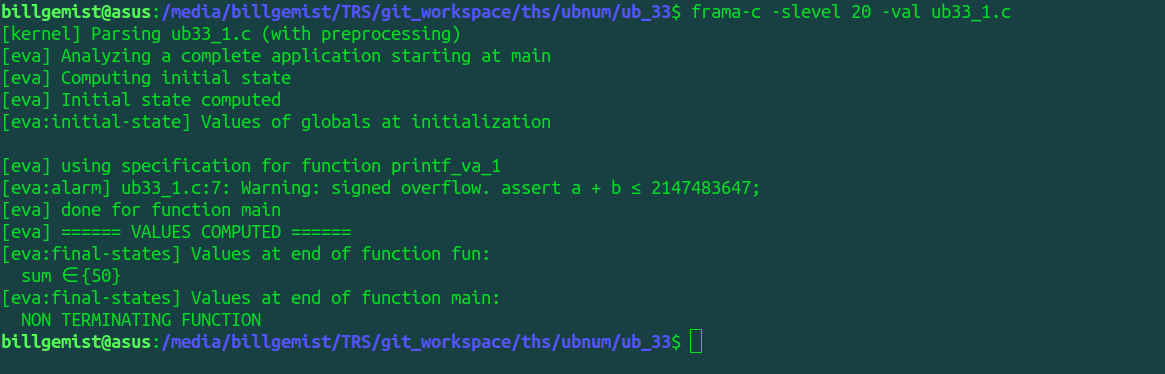 billgemist@asus:/media/billgemist/TRS/git_workspace/ths/ubnum/ub_33$ frama-c -slevel 20 -val ub33_1.c
[kernel] Parsing ub33_1.c (with preprocessing)
[eva] Analyzing a complete application starting at main
[eva] Computing initial state
[eva] Initial state computed
[eva:initial-state] Values of globals at initialization

[eva] using specification for function printf_va_1
[eva:alarm] ub33_1.c:7: Warning: signed overflow. assert a + b ≤ 2147483647;
[eva] done for function main
[eva] ====== VALUES COMPUTED ======
[eva:final-states] Values at end of function fun:
  sum ∈{50}
[eva:final-states] Values at end of function main:
  NON TERMINATING FUNCTION
billgemist@asus:/media/billgemist/TRS/git_workspace/ths/ubnum/ub_33$